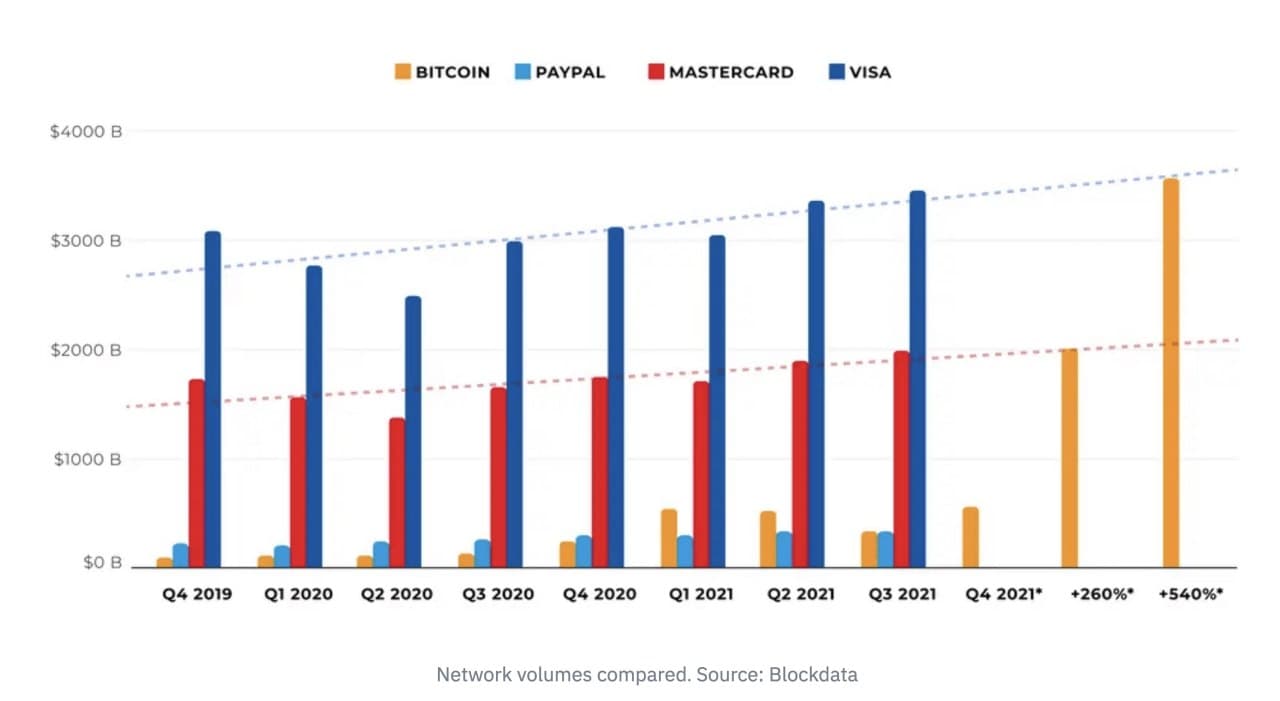 BITCOIN PAYPAL MASTERCARD VISA
$4000 B
$3000 B
$2000 B
$1000 B
$0 B
Q4 2019 Q1 2020 Q2 2020 Q3 2020 Q4 2020 Q1 2021 Q2 2021 Q3 2021 Q4 2021* +260%* +540%*
Network volumes compared. Source: Blockdata